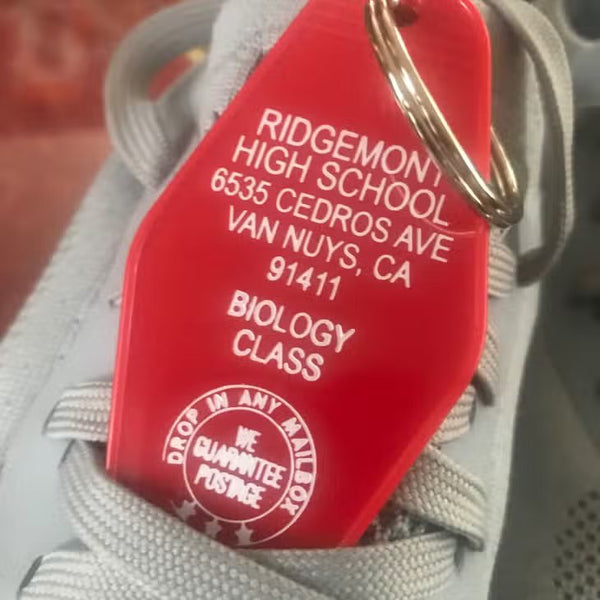 RIDGEMONT
HIGH SCHOOL
6535 CEDROS AVE
VAN NUYS, CA
91411
BIOLOGY
CLASS
DROP IN ANY MAILBOX
WE
GUARANTEE
POSTAGE